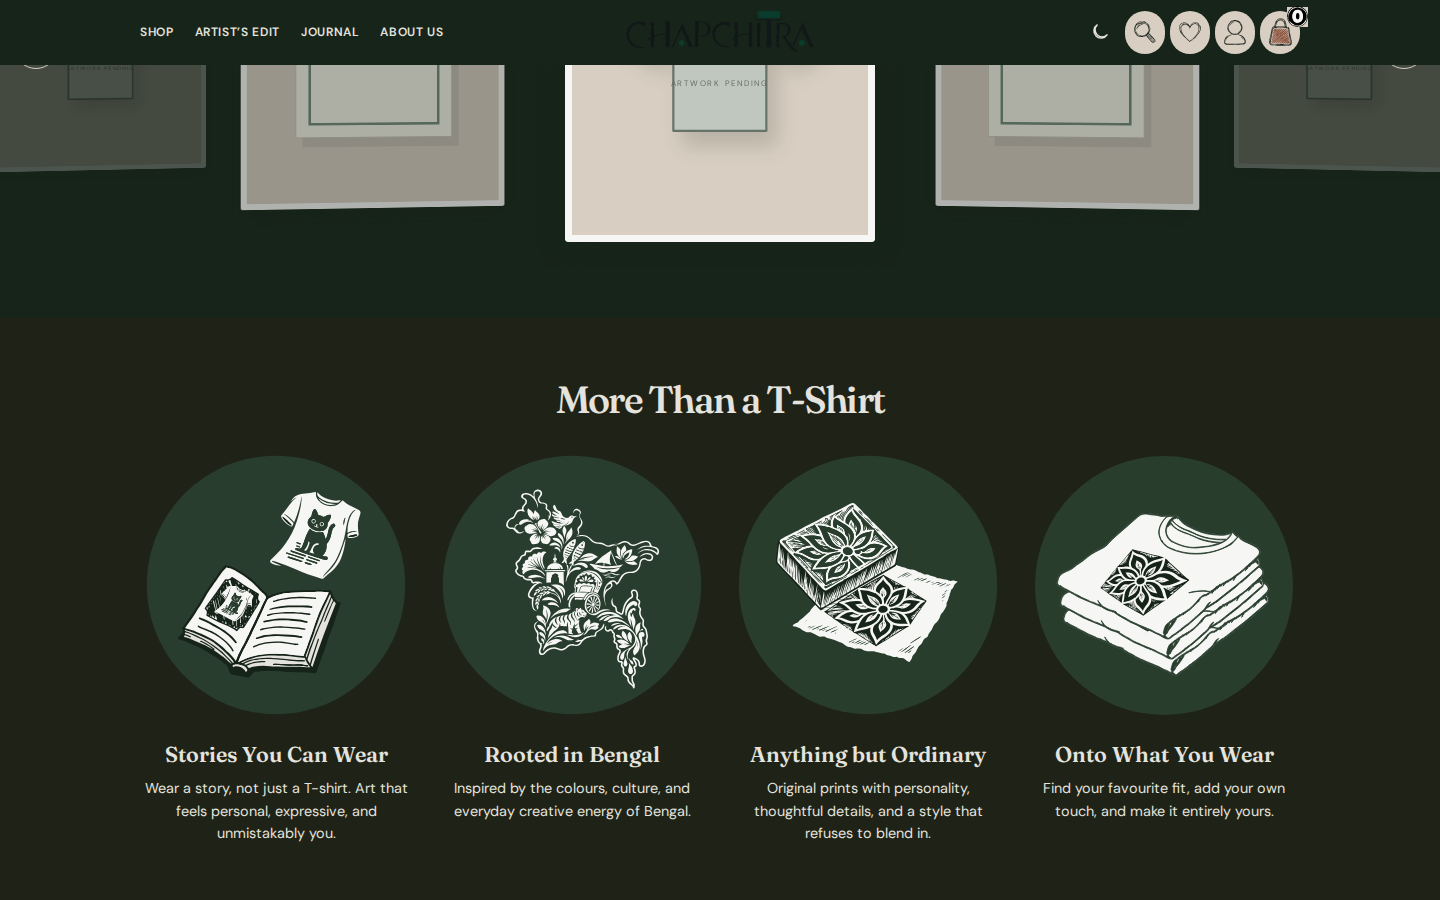 SHOP
ARTIST'S EDIT
JOURNAL
ABOUT US
CHAPCHITRA
0
ARTWORK PENDING
More Than a T-Shirt
Stories You Can Wear
Wear a story, not just a T-shirt. Art that
feels personal, expressive, and
unmistakably you.
Rooted in Bengal
Inspired by the colours, culture, and
everyday creative energy of Bengal.
Anything but Ordinary
Original prints with personality,
thoughtful details, and a style that
refuses to blend in.
Onto What You Wear
Find your favourite fit, add your own
touch, and make it entirely yours.